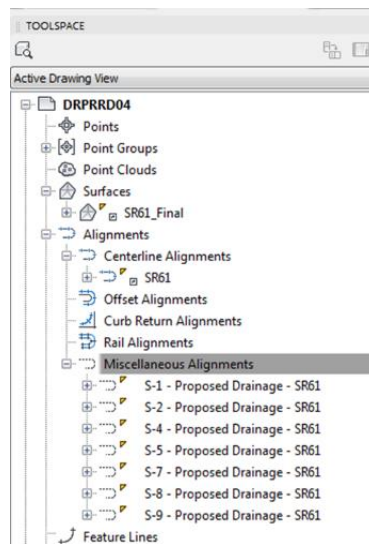 TOOLSPACE
Active Drawing View
DRPRRD04
Points
Point Groups
Point Clouds
Surfaces
SR61_Final
Alignments
Centerline Alignments
SR61
Offset Alignments
Curb Return Alignments
Rail Alignments
Miscellaneous Alignments
S-1 - Proposed Drainage - SR61
S-2 - Proposed Drainage - SR61
S-4 - Proposed Drainage - SR61
S-5 - Proposed Drainage - SR61
S-7 - Proposed Drainage - SR61
S-8 - Proposed Drainage - SR61
S-9 - Proposed Drainage - SR61
Feature Lines